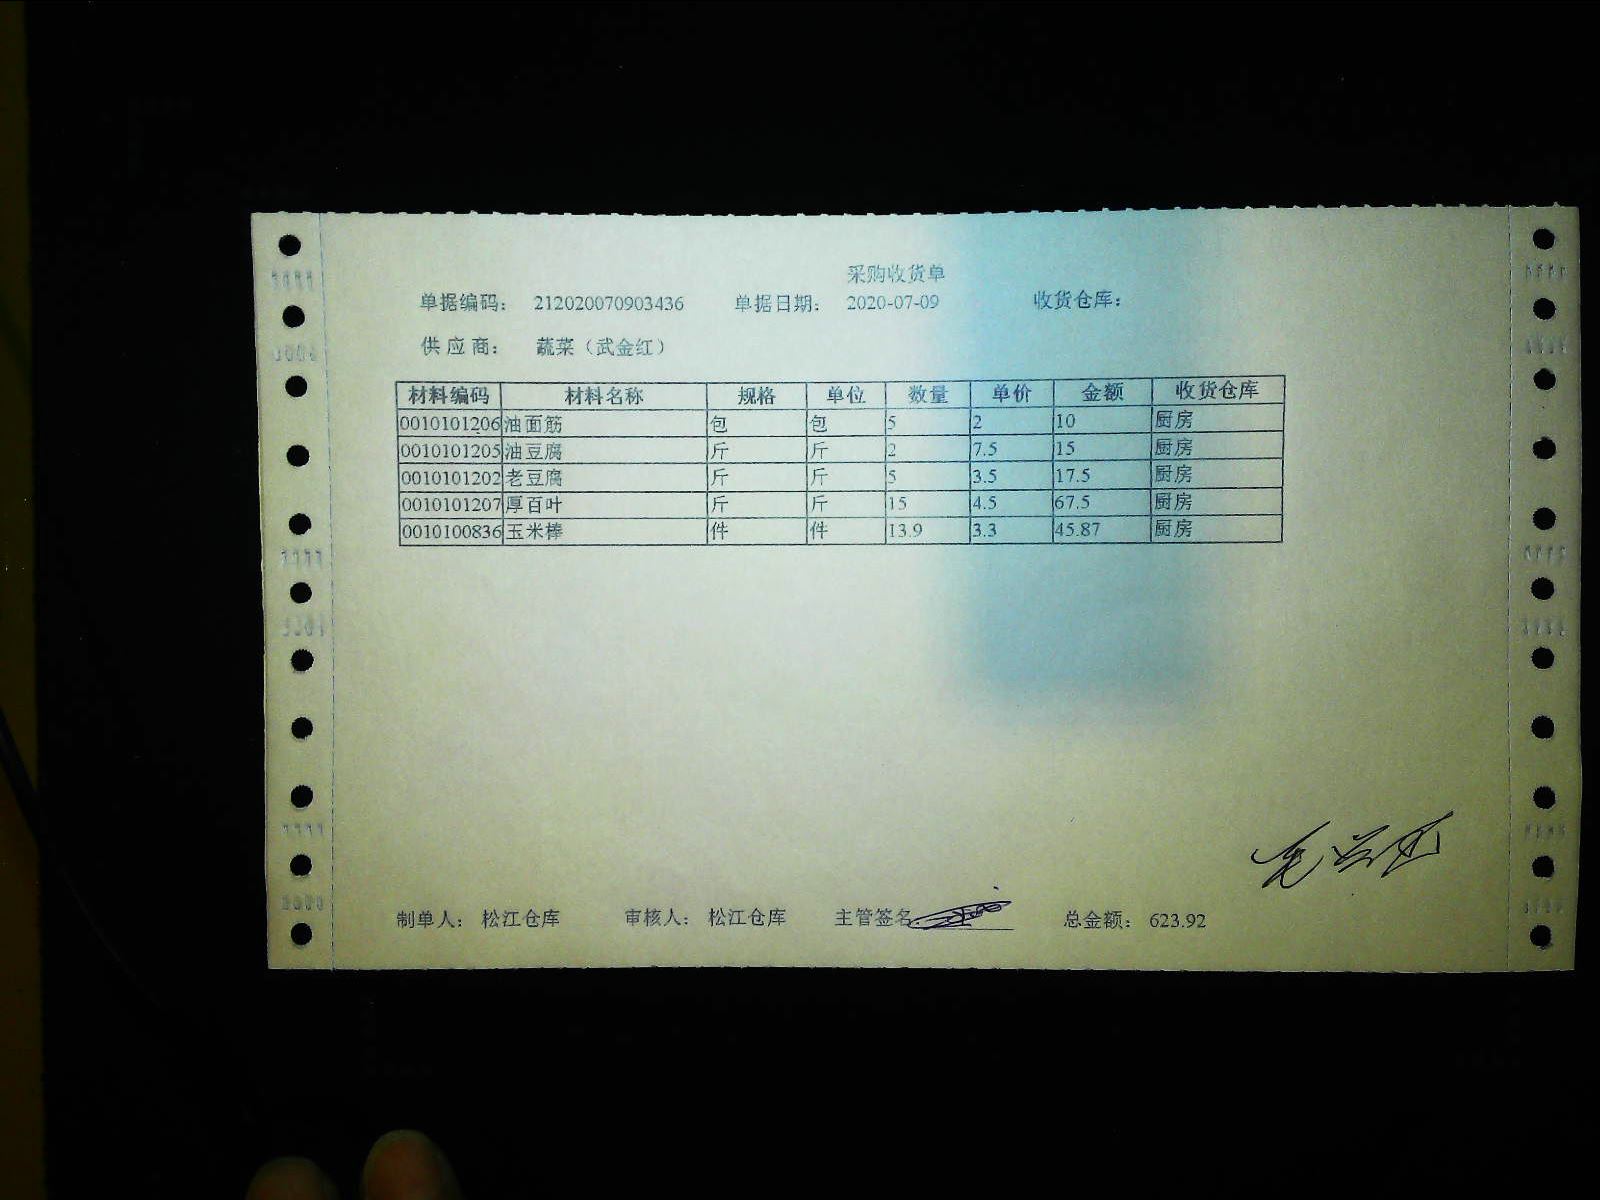 采购收货单
单据编码： 212020070903436 单据日期： 2020-07-09 收货仓库：
供应商： 蔬菜（武金红）
材料编码 材料名称 规格 单位 数量 单价 金额 收货仓库
0010101206 油面筋 包 包 5 2 10 厨房
0010101205 油豆腐 斤 斤 2 7.5 15 厨房
0010101202 老豆腐 斤 斤 5 3.5 17.5 厨房
0010101207 厚百叶 斤 斤 15 4.5 67.5 厨房
0010100836 玉米棒 件 件 13.9 3.3 45.87 厨房
制单人： 松江仓库 审核人： 松江仓库 主管签名 总金额： 623.92